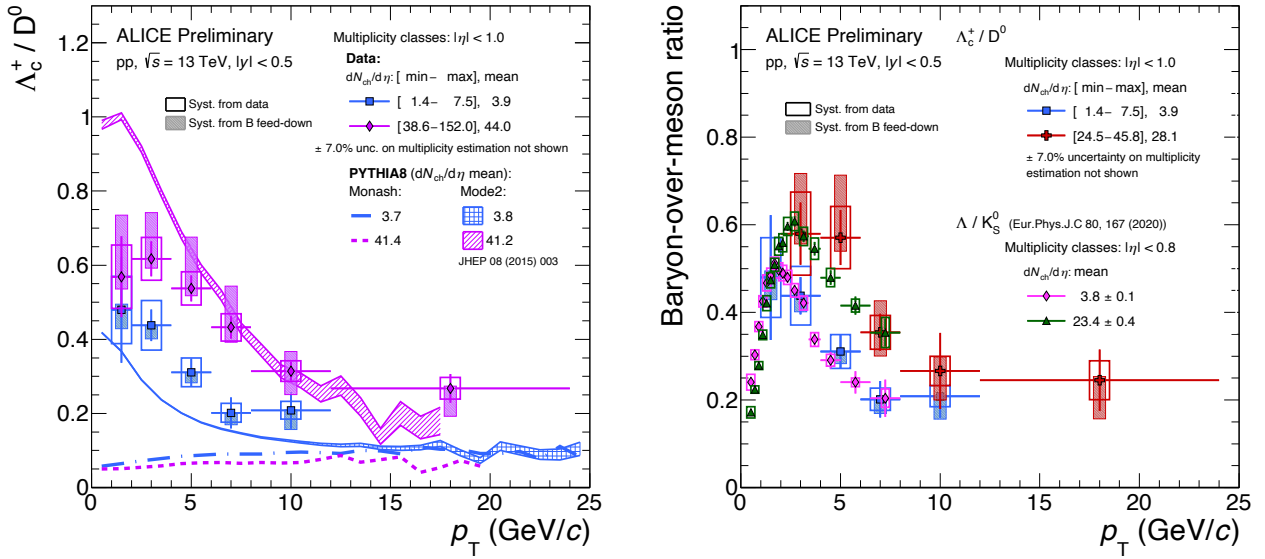 Λc+ / D0
1.2
1
0.8
0.6
0.4
0.2
0
ALICE Preliminary
pp, √s = 13 TeV, |y| < 0.5
Syst. from data
Syst. from B feed-down
Multiplicity classes: |η| < 1.0
Data:
dNch/dη: [ min− max], mean
[ 1.4− 7.5], 3.9
[38.6−152.0], 44.0
± 7.0% unc. on multiplicity estimation not shown
PYTHIA8 (dNch/dη mean):
Monash: Mode2:
3.7 3.8
41.4 41.2
JHEP 08 (2015) 003
0 5 10 15 20 25
pT (GeV/c)
Baryon-over-meson ratio
1
0.8
0.6
0.4
0.2
0
ALICE Preliminary
pp, √s = 13 TeV, |y| < 0.5
Syst. from data
Syst. from B feed-down
Λc+ / D0
Multiplicity classes: |η| < 1.0
dNch/dη: [min−max], mean
[ 1.4− 7.5], 3.9
[24.5−45.8], 28.1
± 7.0% uncertainty on multiplicity
estimation not shown
Λ / K0S (Eur.Phys.J.C 80, 167 (2020))
Multiplicity classes: |η| < 0.8
dNch/dη: mean
3.8 ± 0.1
23.4 ± 0.4
0 5 10 15 20 25
pT (GeV/c)